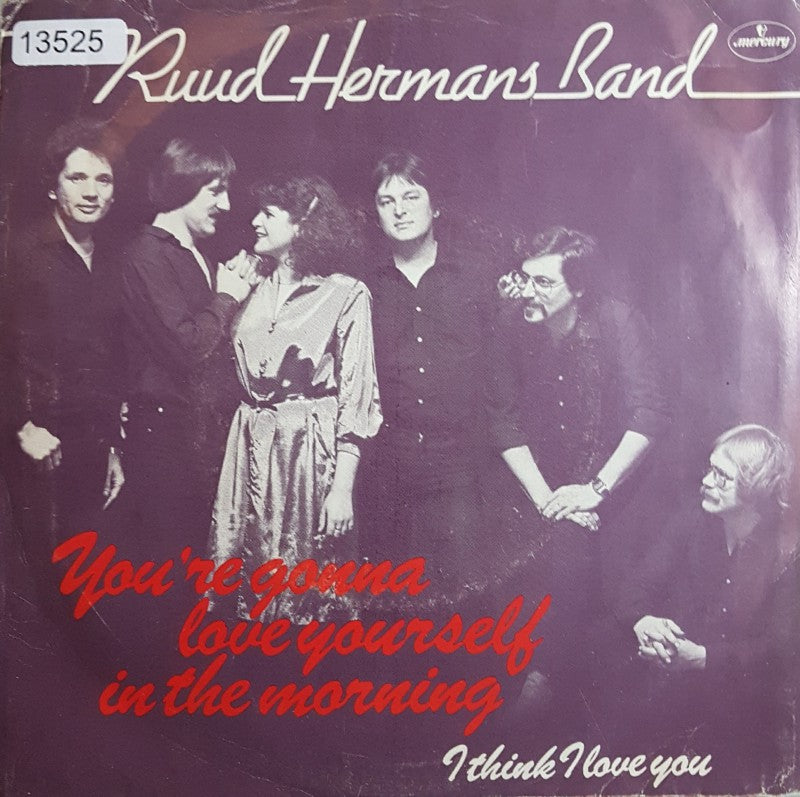 13525
Ruud Hermans Band
mercury
You're gonna
love yourself
in the morning
I think I love you